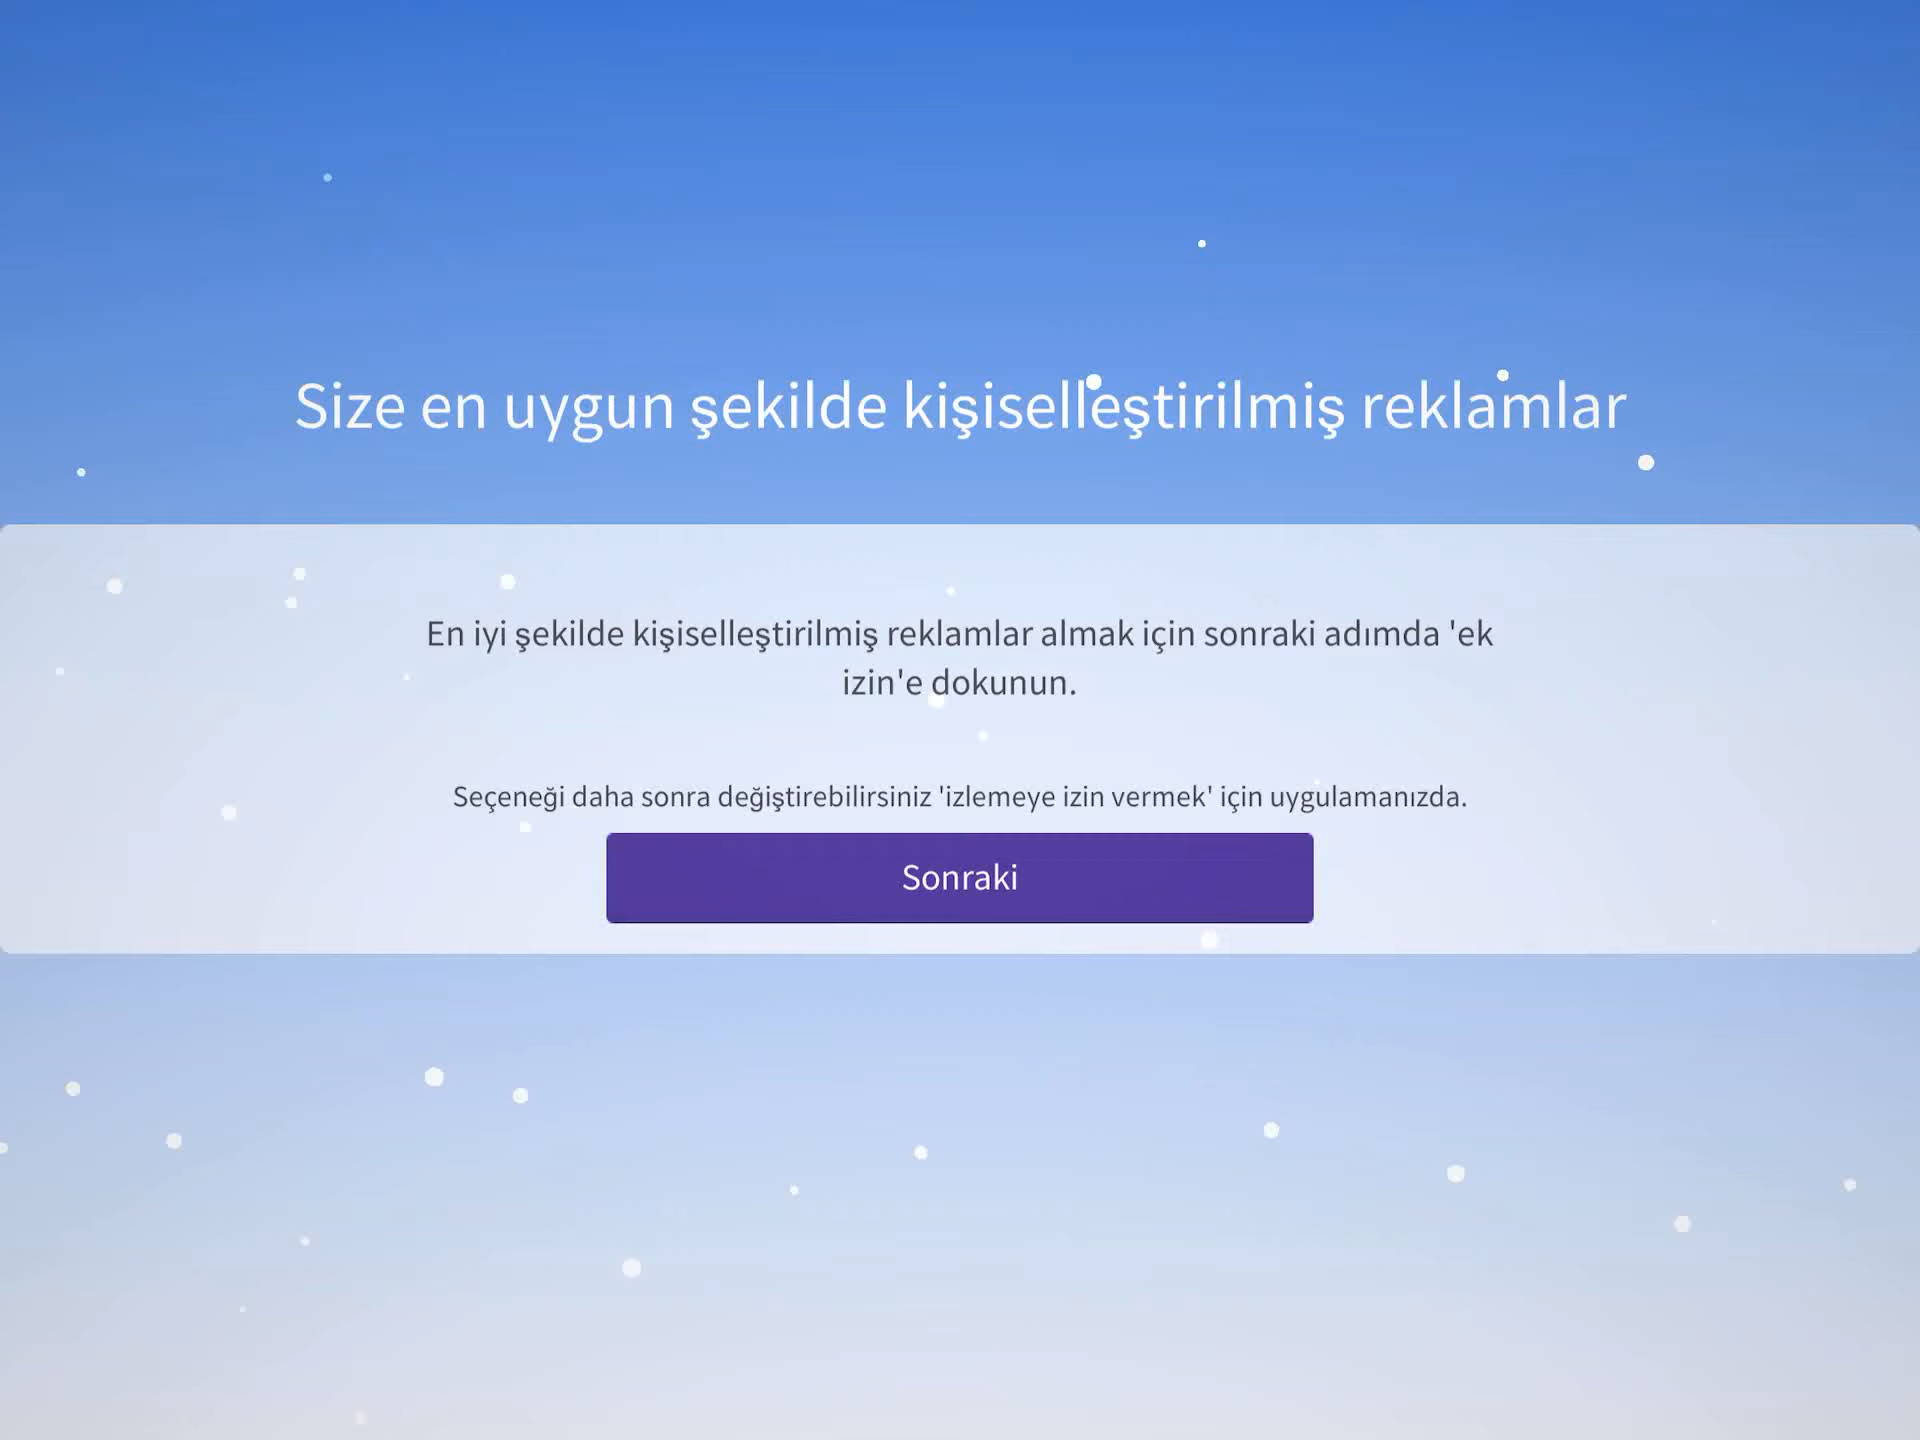 Size en uygun şekilde kişiselleştirilmiş reklamlar
En iyi şekilde kişiselleştirilmiş reklamlar almak için sonraki adımda 'ek
izin'e dokunun.
Seçeneği daha sonra değiştirebilirsiniz 'izlemeye izin vermek' için uygulamanızda.
Sonraki